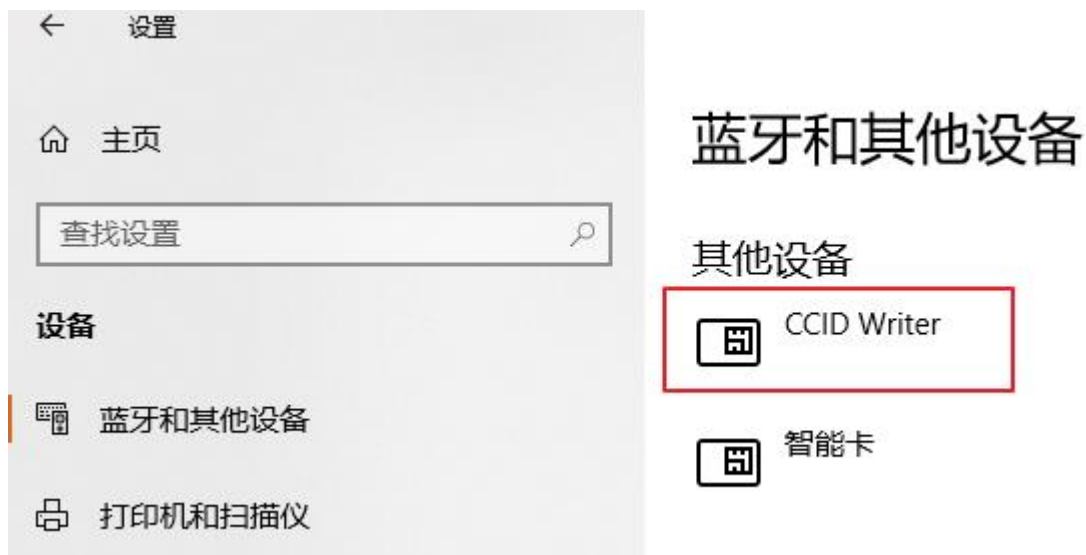 设置
主页
查找设置
设备
蓝牙和其他设备
打印机和扫描仪
蓝牙和其他设备
其他设备
CCID Writer
智能卡